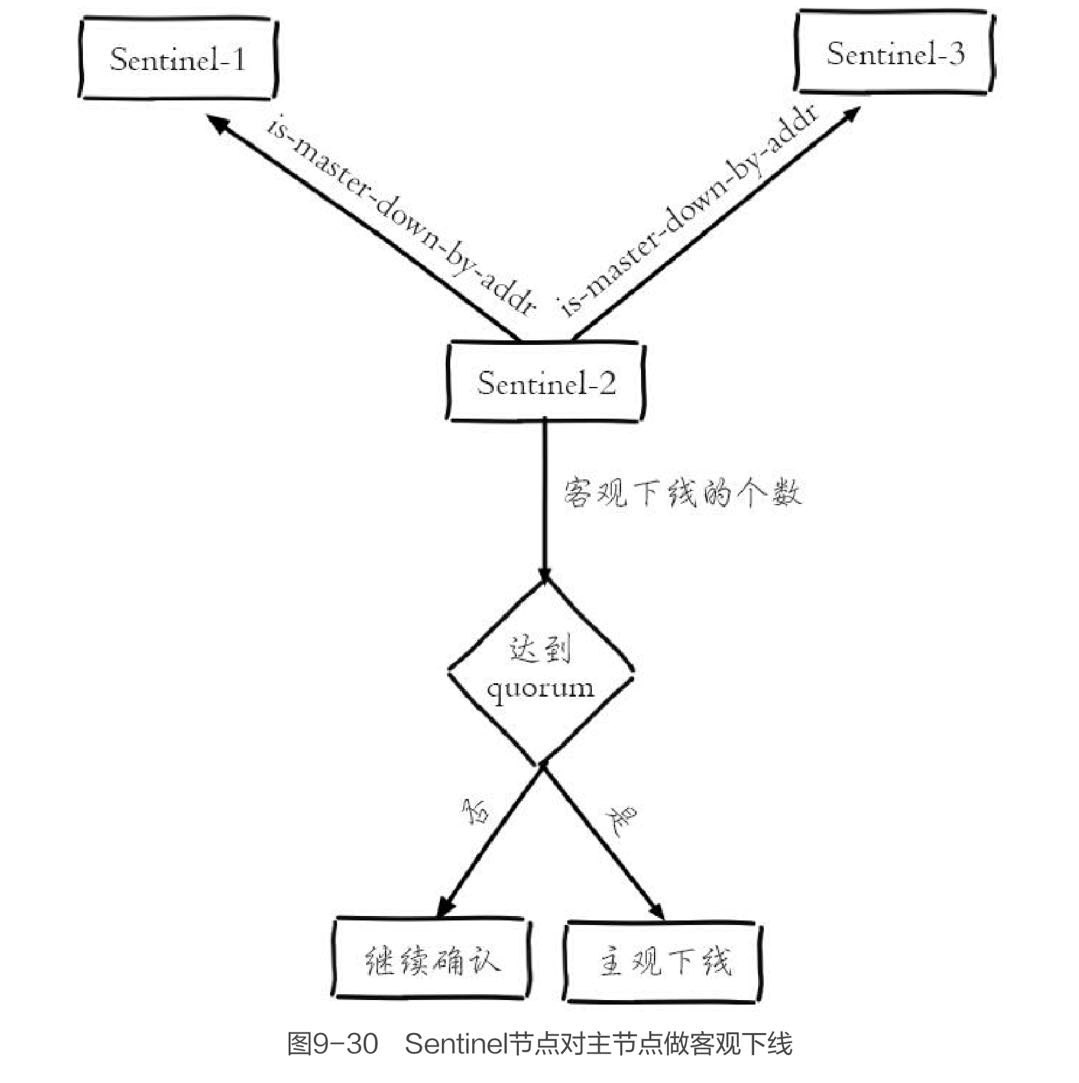 Sentinel-1
Sentinel-3
is-master-down-by-addr
is-master-down-by-addr
Sentinel-2
客观下线的个数
达到
quorum
否
是
继续确认
主观下线
图9-30 Sentinel节点对主节点做客观下线